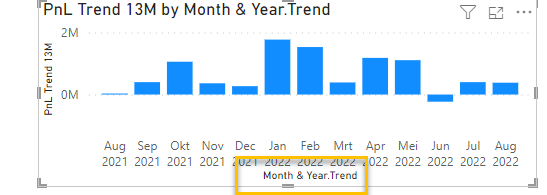 PnL Trend 13M by Month & Year.Trend
2M
0M
PnL Trend 13M
Aug Sep Okt Nov Dec Jan Feb Mrt Apr Mei Jun Jul Aug
2021 2021 2021 2021 2021 2022 2022 2022 2022 2022 2022 2022 2022
Month & Year.Trend